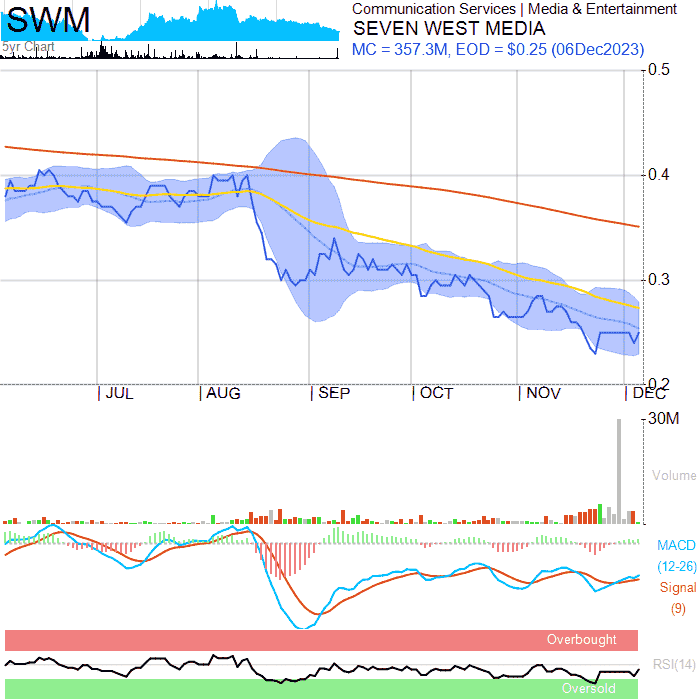 SWM
5yr Chart
Communication Services | Media & Entertainment
SEVEN WEST MEDIA
MC = 357.3M, EOD = $0.25 (06Dec2023)
0.5
0.4
0.3
0.2
JUL AUG SEP OCT NOV DEC
30M
Volume
MACD
(12-26)
Signal
(9)
Overbought
RSI(14)
Oversold